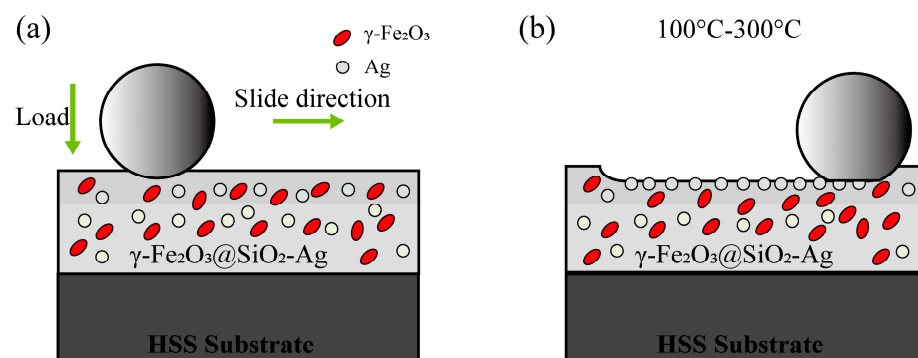 (a)
γ-Fe₂O₃
Ag
Load
Slide direction
γ-Fe₂O₃@SiO₂-Ag
HSS Substrate
(b)
100°C-300°C
γ-Fe₂O₃@SiO₂-Ag
HSS Substrate